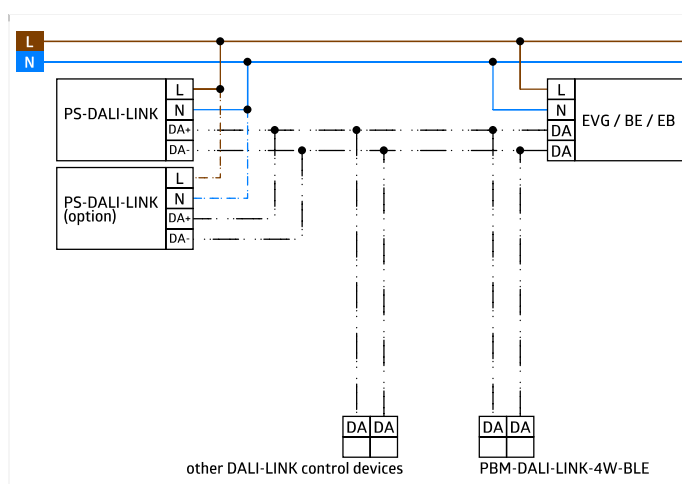 L
N
PS-DALI-LINK
L
N
DA+
DA-
L
N
DA
DA
EVG / BE / EB
PS-DALI-LINK
(option)
L
N
DA+
DA-
DA DA
DA DA
other DALI-LINK control devices
PBM-DALI-LINK-4W-BLE